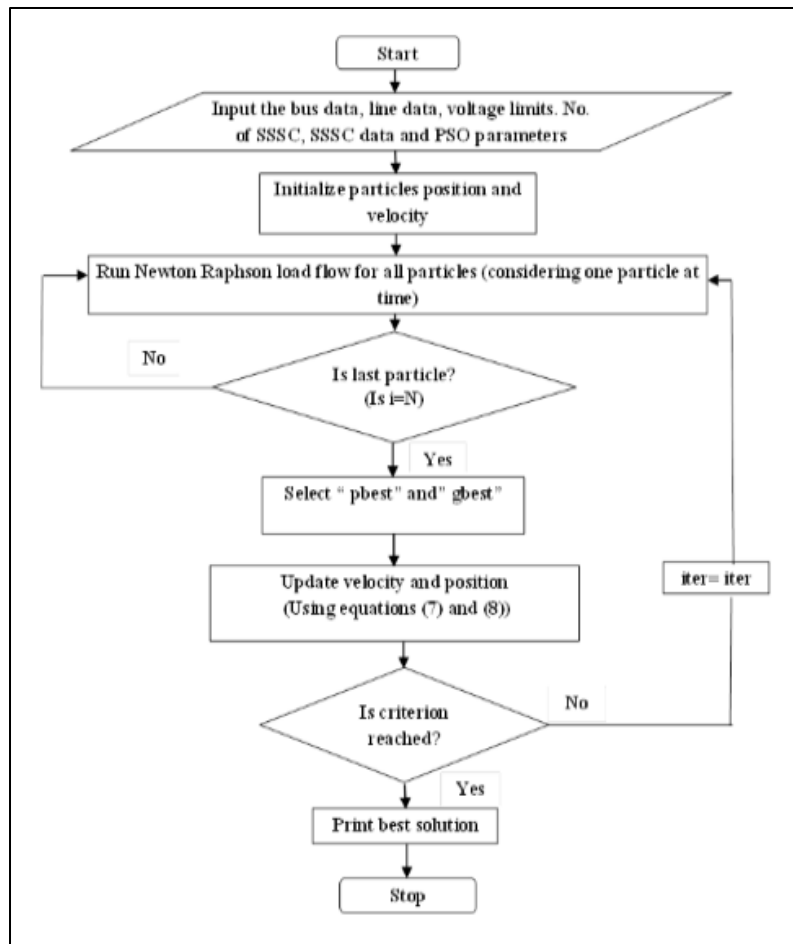 Start
Input the bus data, line data, voltage limits. No.
of SSSC, SSSC data and PSO parameters
Initialize particles position and
velocity
Run Newton Raphson load flow for all particles (considering one particle at
time)
No
Is last particle?
(Is i=N)
Yes
Select “ pbest” and” gbest”
Update velocity and position
(Using equations (7) and (8))
iter= iter
Is criterion
reached?
No
Yes
Print best solution
Stop